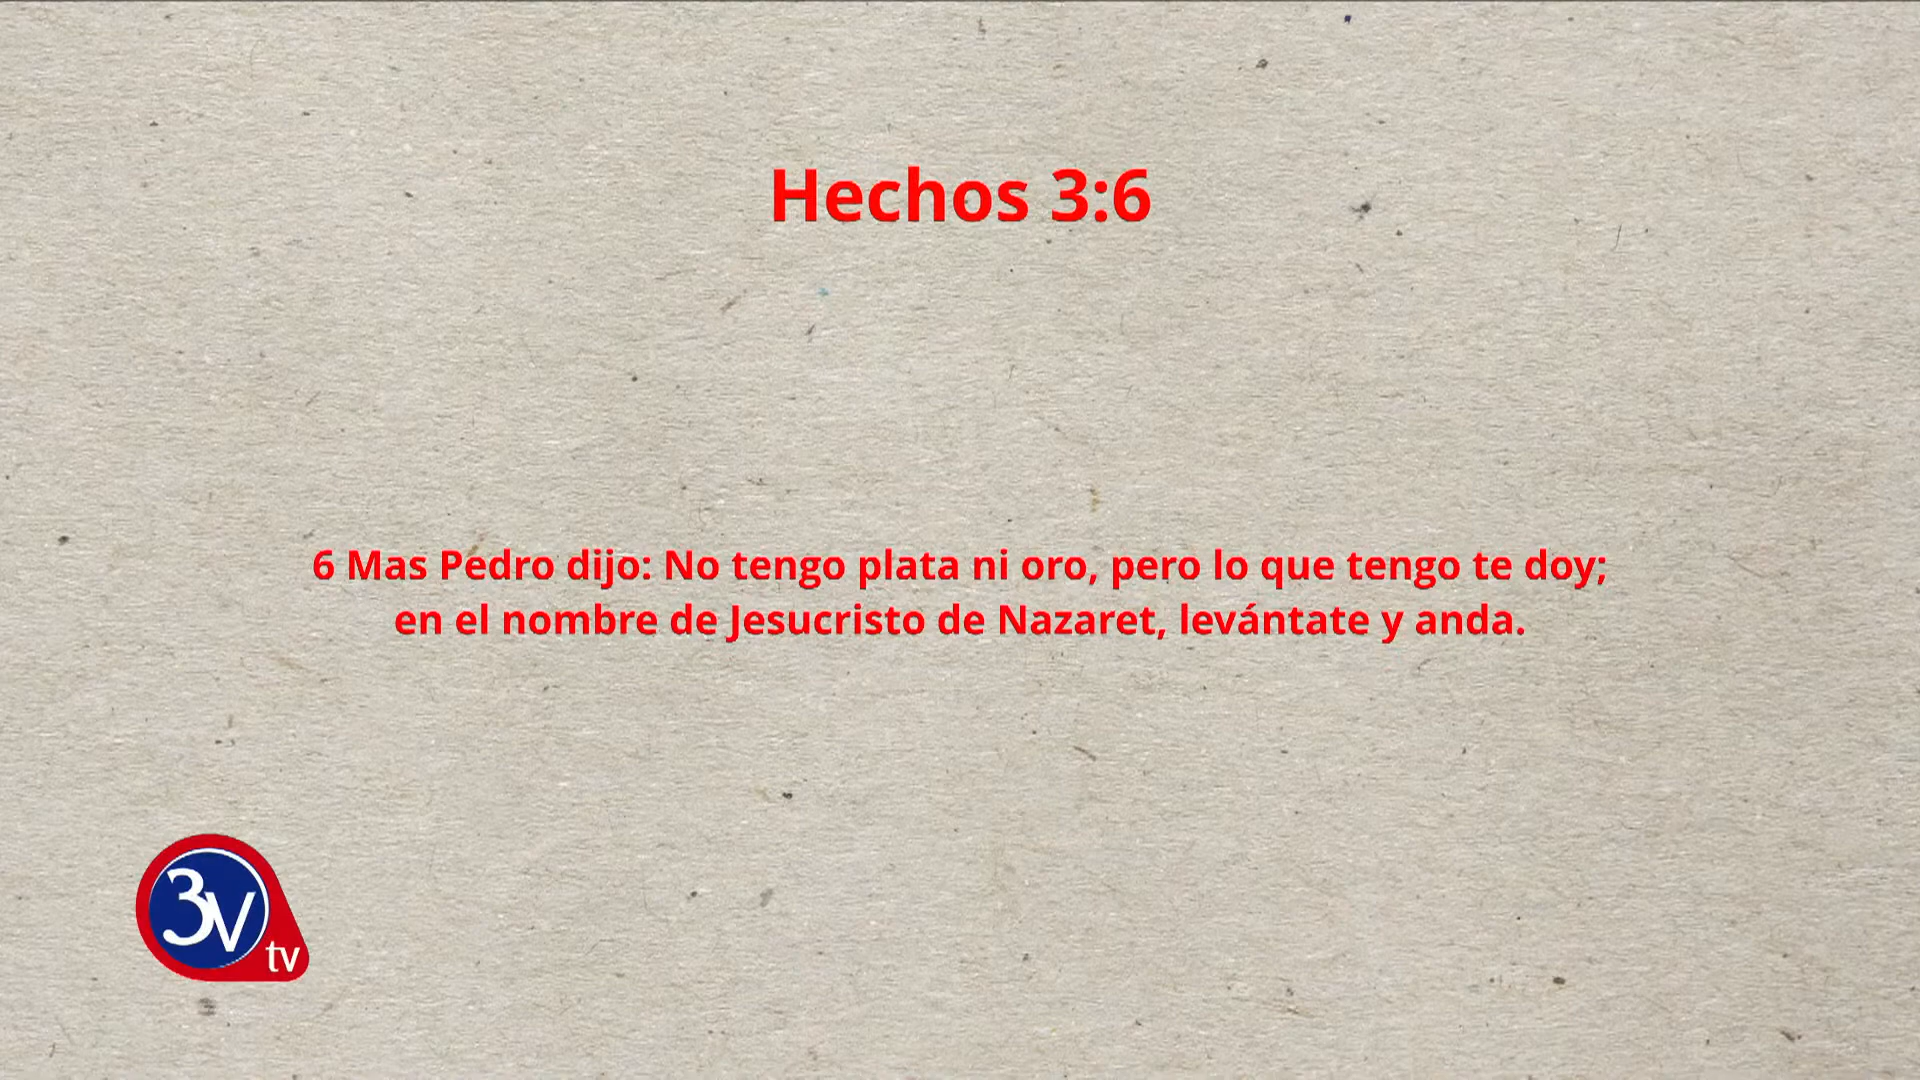 Hechos 3:6
6 Mas Pedro dijo: No tengo plata ni oro, pero lo que tengo te doy;
en el nombre de Jesucristo de Nazaret, levántate y anda.
3V
tv